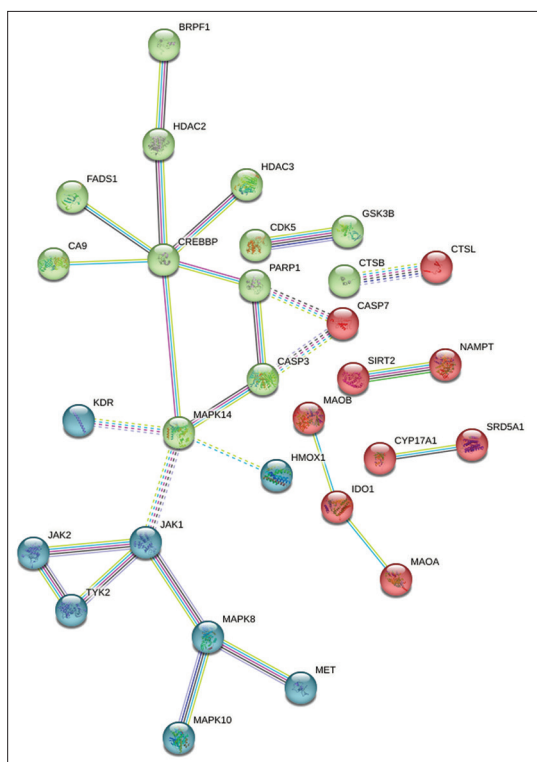 BRPF1
HDAC2
HDAC3
FADS1
GSK3B
CDK5
CREBBP
CA9
CTSL
CTSB
PARP1
CASP7
NAMPT
SIRT2
CASP3
MAOB
KDR
MAPK14
SRD5A1
CYP17A1
HMOX1
IDO1
JAK1
JAK2
MAOA
TYK2
MAPK8
MET
MAPK10